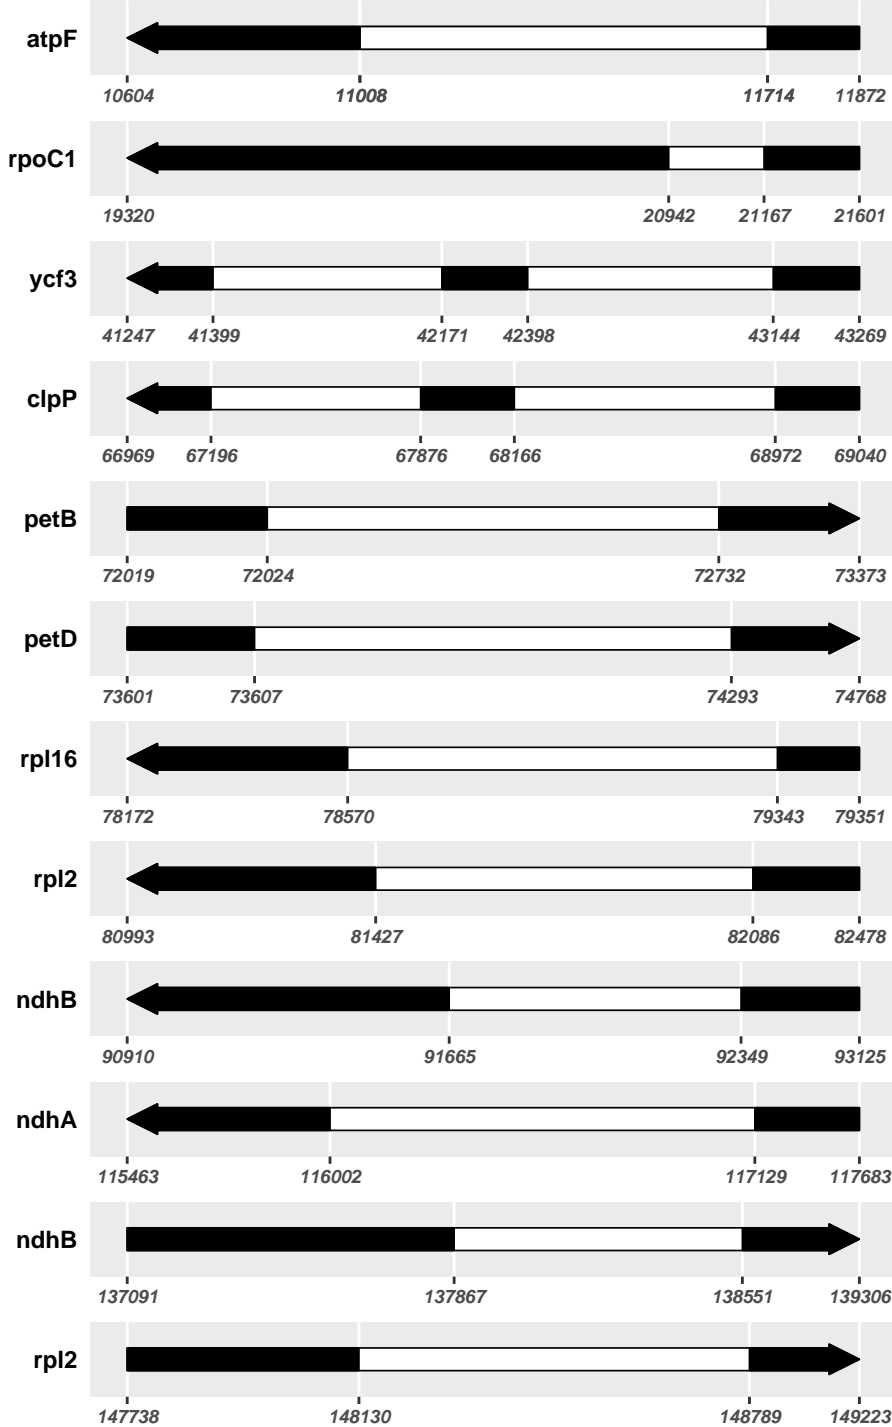 atpF
10604 11008 11714 11872
rpoC1
19320 20942 21167 21601
ycf3
41247 41399 42171 42398 43144 43269
clpP
66969 67196 67876 68166 68972 69040
petB
72019 72024 72732 73373
petD
73601 73607 74293 74768
rpl16
78172 78570 79343 79351
rpl2
80993 81427 82086 82478
ndhB
90910 91665 92349 93125
ndhA
115463 116002 117129 117683
ndhB
137091 137867 138551 139306
rpl2
147738 148130 148789 149223